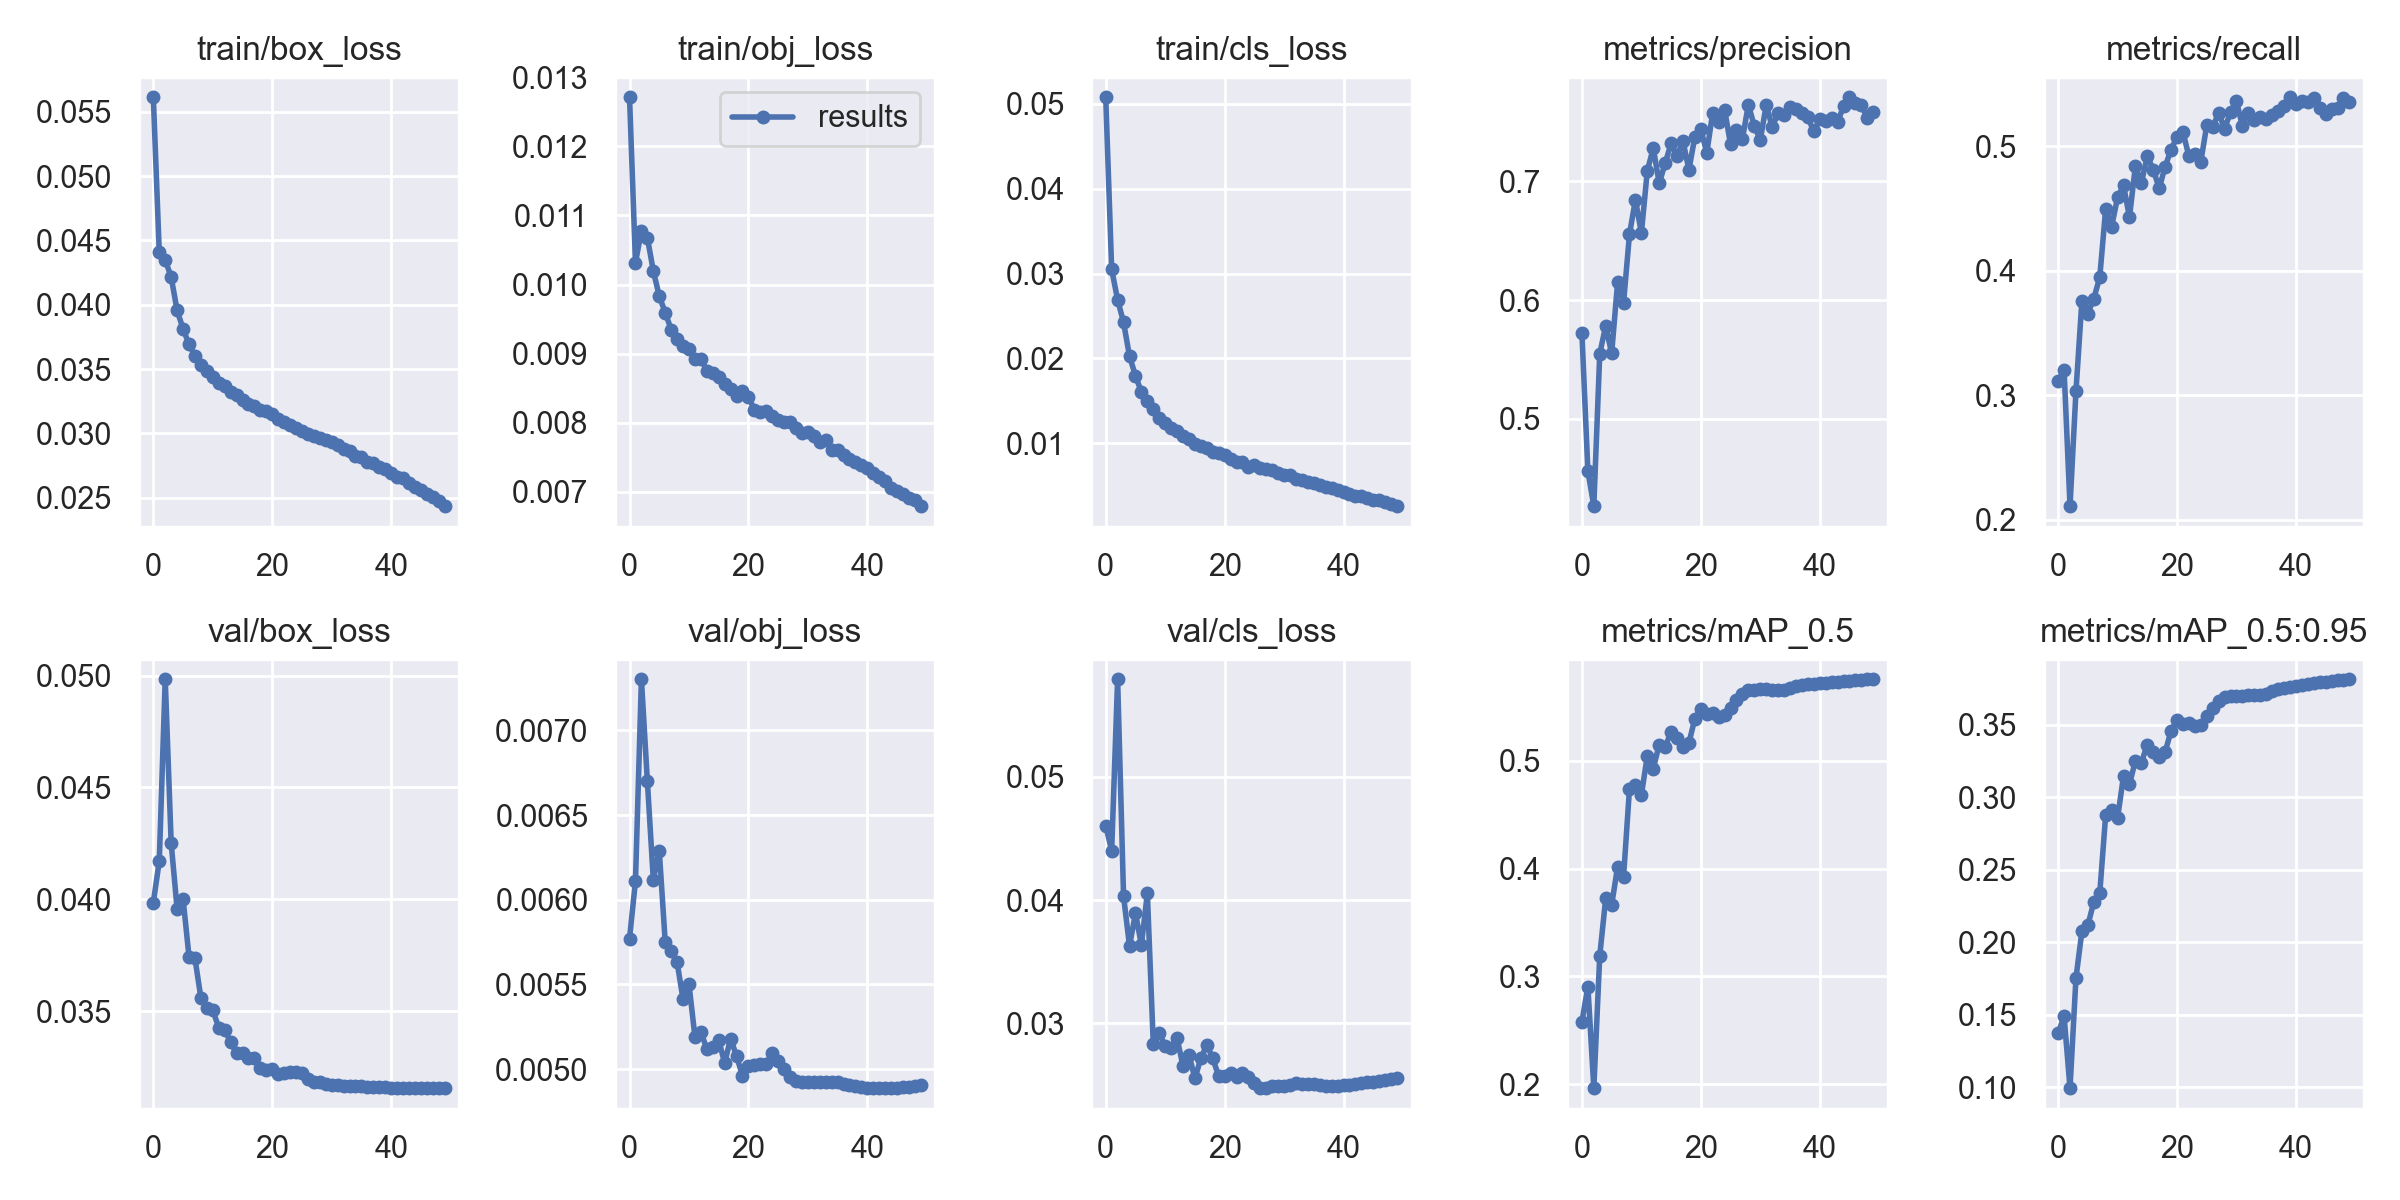 train/box_loss
0.055
0.050
0.045
0.040
0.035
0.030
0.025
0 20 40
train/obj_loss
results
0.013
0.012
0.011
0.010
0.009
0.008
0.007
0 20 40
train/cls_loss
0.05
0.04
0.03
0.02
0.01
0 20 40
metrics/precision
0.7
0.6
0.5
0 20 40
metrics/recall
0.5
0.4
0.3
0.2
0 20 40
val/box_loss
0.050
0.045
0.040
0.035
0 20 40
val/obj_loss
0.0070
0.0065
0.0060
0.0055
0.0050
0 20 40
val/cls_loss
0.05
0.04
0.03
0 20 40
metrics/mAP_0.5
0.5
0.4
0.3
0.2
0 20 40
metrics/mAP_0.5:0.95
0.35
0.30
0.25
0.20
0.15
0.10
0 20 40